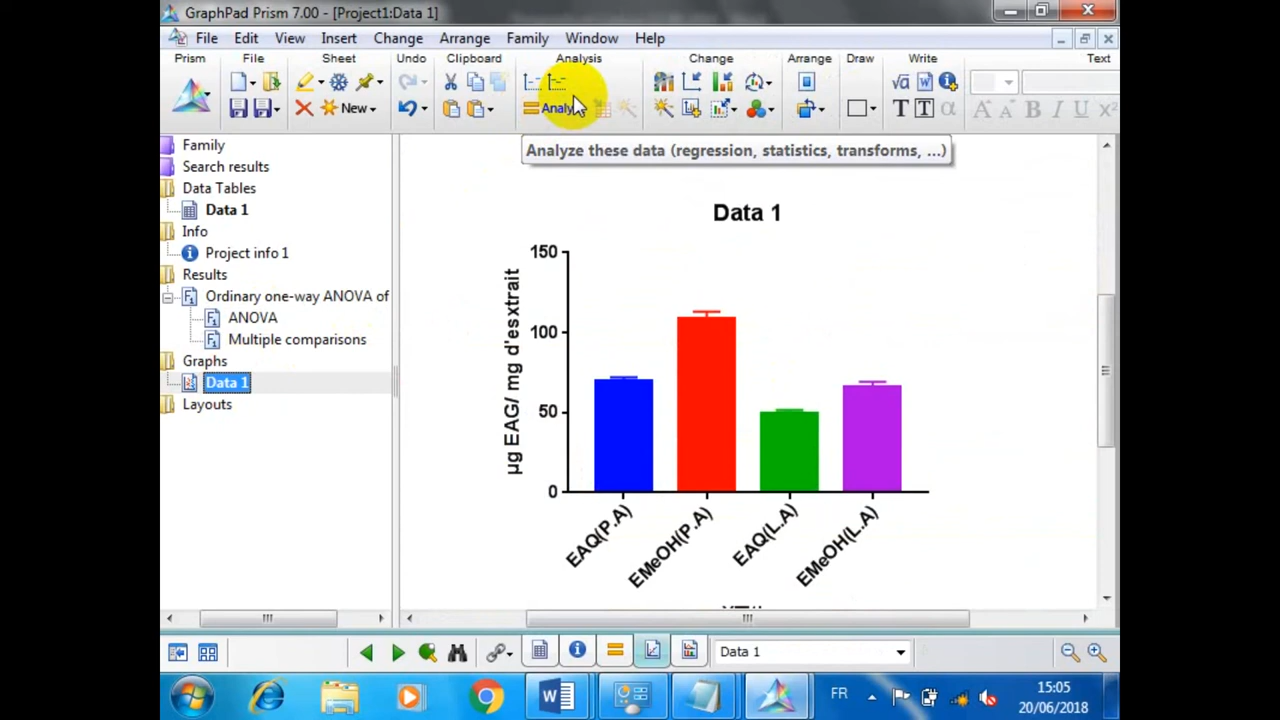 GraphPad Prism 7.00 - [Project1:Data 1]
File Edit View Insert Change Arrange Family Window Help
Prism File Sheet Undo Clipboard Analysis Change Arrange Draw Write Text
New
T T α A A B I U X²
Analyze these data (regression, statistics, transforms, ...)
Family
Search results
Data Tables
Data 1
Info
Project info 1
Results
Ordinary one-way ANOVA of
ANOVA
Multiple comparisons
Graphs
Data 1
Layouts
Data 1
µg EAG/ mg d'esxtrait
150
100
50
0
EAQ(P.A)
EMeOH(P.A)
EAQ(L.A)
EMeOH(L.A)
Data 1
FR
15:05
20/06/2018